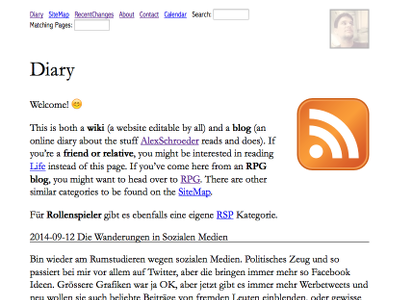 Diary SiteMap RecentChanges About Contact Calendar Search:
Matching Pages:
Diary
Welcome! 😊
This is both a wiki (a website editable by all) and a blog (an
online diary about the stuff AlexSchroeder reads and does). If
you're a friend or relative, you might be interested in reading
Life instead of this page. If you've come here from an RPG
blog, you might want to head over to RPG. There are other
similar categories to be found on the SiteMap.
Für Rollenspieler gibt es ebenfalls eine eigene RSP Kategorie.
2014-09-12 Die Wanderungen in Sozialen Medien
Bin wieder am Rumstudieren wegen sozialen Medien. Politisches Zeug und so
passiert bei mir vor allem auf Twitter, aber die bringen immer mehr so Facebook
Ideen. Grössere Grafiken war ja OK, aber jetzt gibt es immer mehr Werbetweets und
neu wollen sie auch beliebte Beiträge von fremden Leuten einblenden, oder gewisse